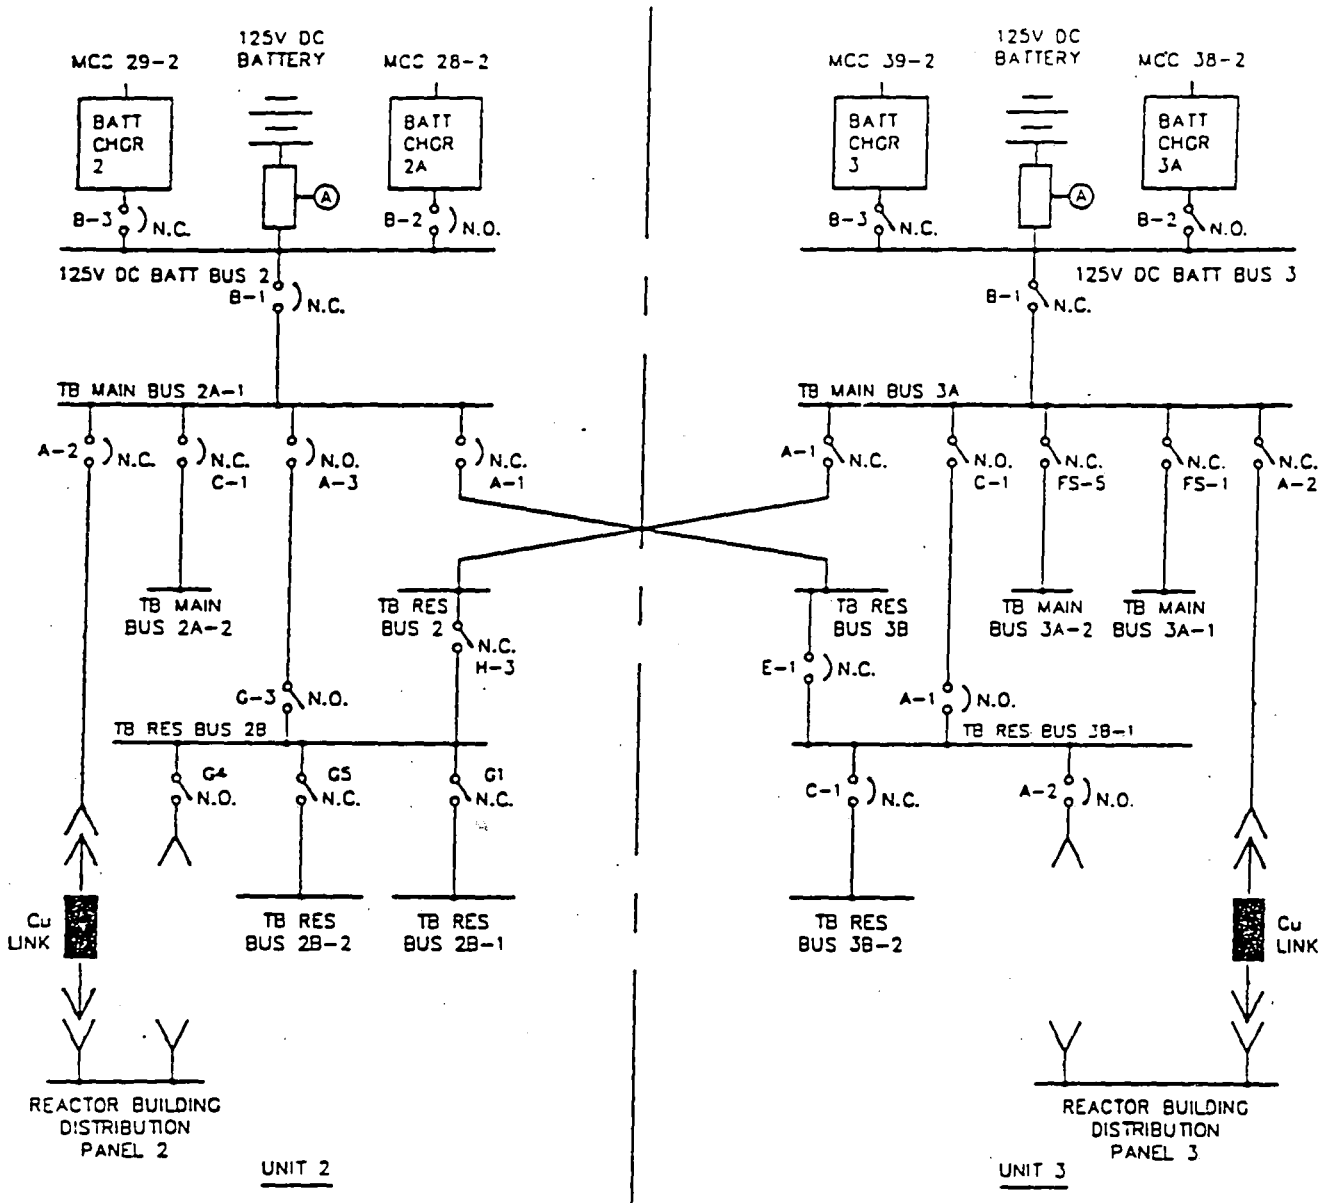 125V DC
BATTERY
MCC 29-2
MCC 28-2
BATT
CHGR
2
BATT
CHGR
2A
A
B-3
N.C.
B-2
N.O.
125V DC BATT BUS 2
B-1
N.C.
TB MAIN BUS 2A-1
A-2
N.C.
N.C.
C-1
N.O.
A-3
N.C.
A-1
TB MAIN
BUS 2A-2
TB RES
BUS 2
N.C.
H-3
G-3
N.O.
TB RES BUS 2B
G4
N.O.
G5
N.C.
G1
N.C.
Cu
LINK
TB RES
BUS 2B-2
TB RES
BUS 2B-1
REACTOR BUILDING
DISTRIBUTION
PANEL 2
UNIT 2
125V DC
BATTERY
MCC 39-2
MCC 38-2
BATT
CHGR
3
BATT
CHGR
3A
A
B-3
N.C.
B-2
N.O.
125V DC BATT BUS 3
B-1
N.C.
TB MAIN BUS 3A
A-1
N.C.
N.O.
C-1
N.C.
FS-5
N.C.
FS-1
N.C.
A-2
TB RES
BUS 3B
TB MAIN
BUS 3A-2
TB MAIN
BUS 3A-1
E-1
N.C.
A-1
N.O.
TB RES BUS 3B-1
C-1
N.C.
A-2
N.O.
TB RES
BUS 3B-2
Cu
LINK
REACTOR BUILDING
DISTRIBUTION
PANEL 3
UNIT 3